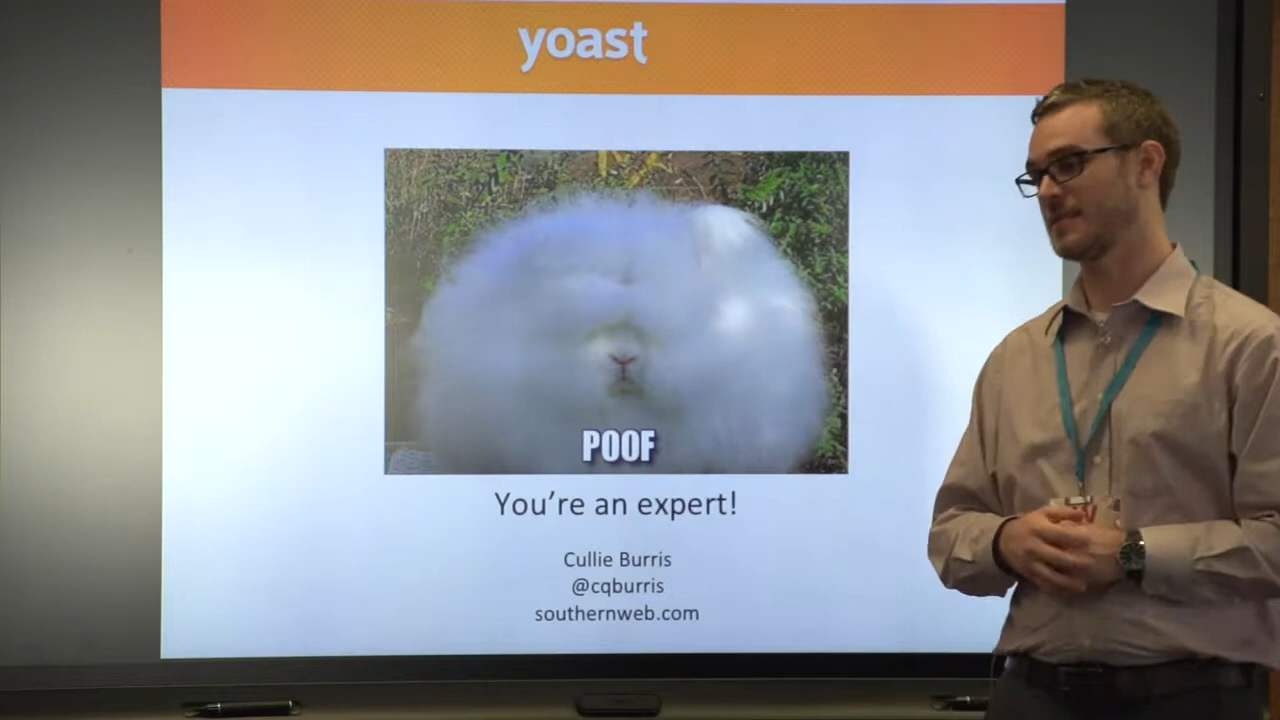 yoast
POOF
You're an expert!
Cullie Burris
@cqburris
southernweb.com